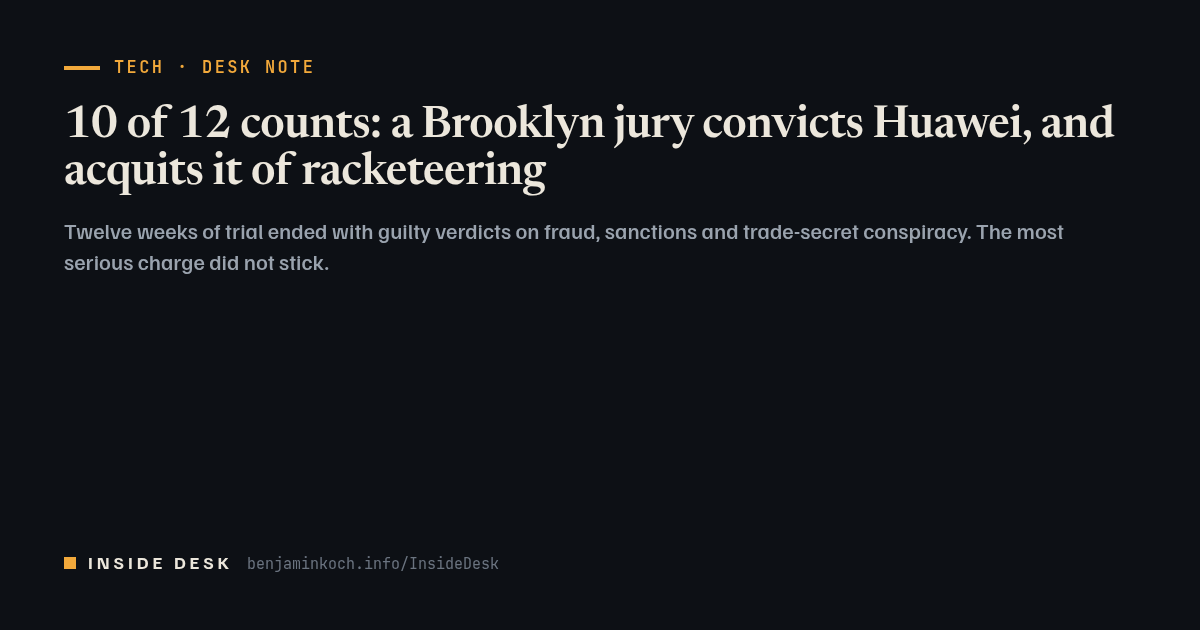 TECH · DESK NOTE
10 of 12 counts: a Brooklyn jury convicts Huawei, and
acquits it of racketeering
Twelve weeks of trial ended with guilty verdicts on fraud, sanctions and trade-secret conspiracy. The most
serious charge did not stick.
INSIDE DESK benjaminkoch.info/InsideDesk